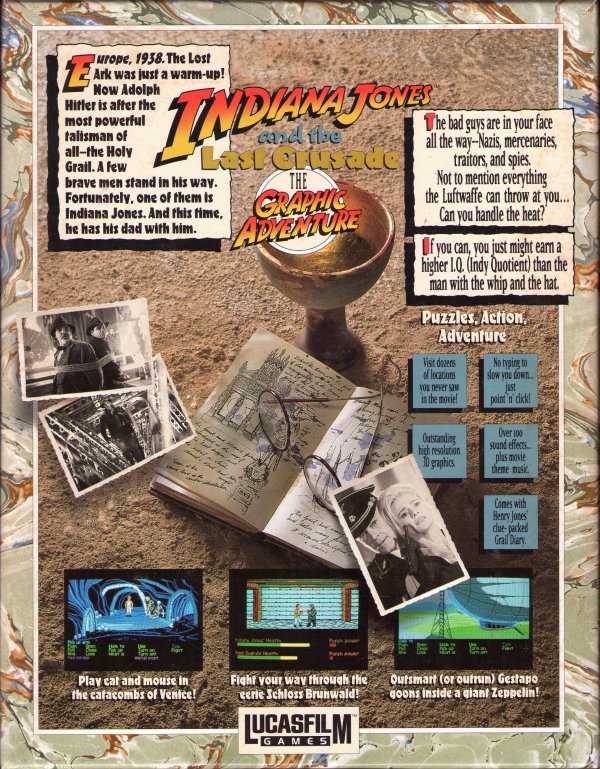 Europe, 1938. The Lost
Ark was just a warm-up!
Now Adolph
Hitler is after the
most powerful
talisman of
all–the Holy
Grail. A few
brave men stand in his way.
Fortunately, one of them is
Indiana Jones. And this time,
he has his dad with him.
INDIANA JONES
and the
Last Crusade
THE
GRAPHIC
ADVENTURE
The bad guys are in your face
all the way–Nazis, mercenaries,
traitors, and spies.
Not to mention everything
the Luftwaffe can throw at you...
Can you handle the heat?
If you can, you just might earn a
higher I.Q. (Indy Quotient) than the
man with the whip and the hat.
Puzzles, Action,
Adventure
Visit dozens
of locations
you never saw
in the movie!
No typing to
slow you down...
just
point 'n' click!
Outstanding
high resolution
3D graphics.
Over 100
sound effects...
plus movie
theme music.
Comes with
Henry Jones'
clue-packed
Grail Diary.
Indiana Jones' Health
Punch power
Punch power
Play cat and mouse in
the catacombs of Venice!
Fight your way through the
eerie Schloss Brunwald!
Outsmart (or outrun) Gestapo
goons inside a giant Zeppelin!
LUCASFILM
GAMES
TM